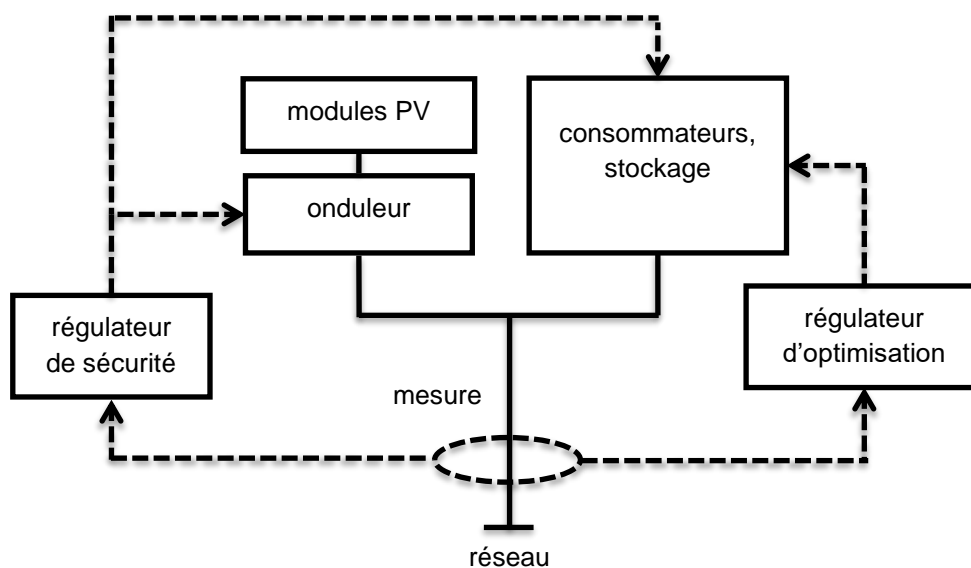 modules PV
consommateurs,
stockage
onduleur
régulateur
de sécurité
régulateur
d’optimisation
mesure
réseau